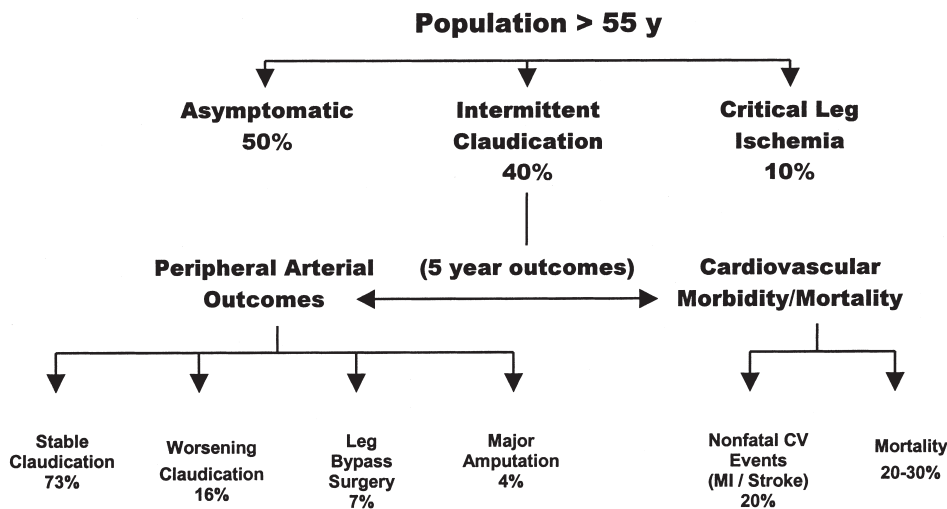 Population > 55 y
Asymptomatic
50%
Intermittent
Claudication
40%
Critical Leg
Ischemia
10%
Peripheral Arterial
Outcomes
(5 year outcomes)
Cardiovascular
Morbidity/Mortality
Stable
Claudication
73%
Worsening
Claudication
16%
Leg
Bypass
Surgery
7%
Major
Amputation
4%
Nonfatal CV
Events
(MI / Stroke)
20%
Mortality
20-30%